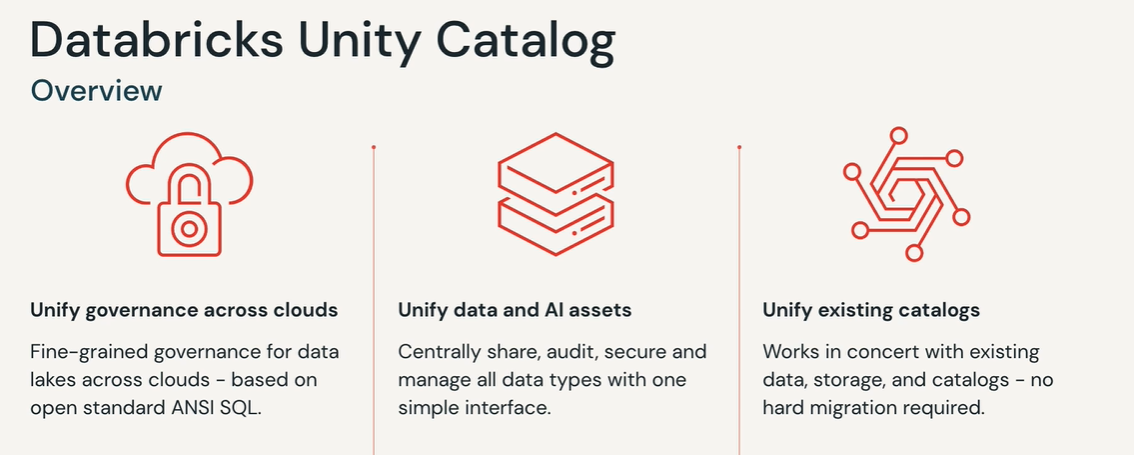 Databricks Unity Catalog
Overview
Unify governance across clouds
Fine-grained governance for data
lakes across clouds - based on
open standard ANSI SQL.
Unify data and AI assets
Centrally share, audit, secure and
manage all data types with one
simple interface.
Unify existing catalogs
Works in concert with existing
data, storage, and catalogs - no
hard migration required.